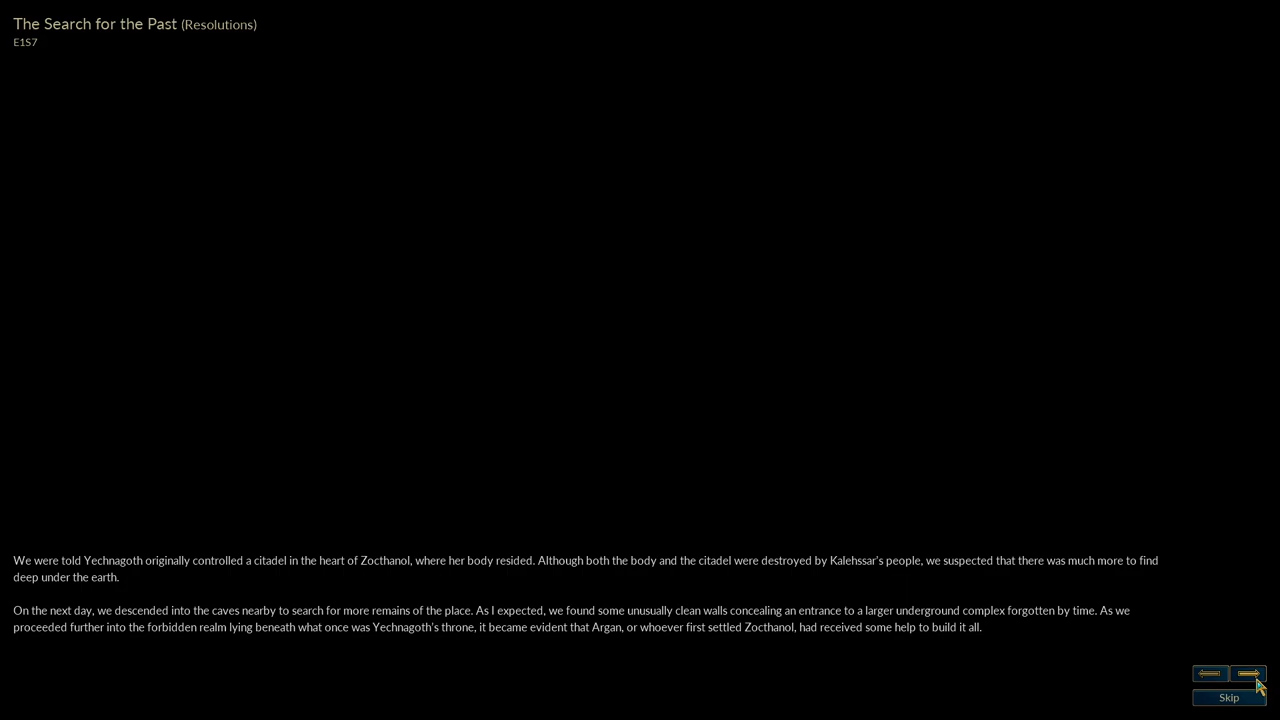 The Search for the Past (Resolutions)
E1S7
We were told Yechnagoth originally controlled a citadel in the heart of Zocthanol, where her body resided. Although both the body and the citadel were destroyed by Kalehssar's people, we suspected that there was much more to find
deep under the earth.
On the next day, we descended into the caves nearby to search for more remains of the place. As I expected, we found some unusually clean walls concealing an entrance to a larger underground complex forgotten by time. As we
proceeded further into the forbidden realm lying beneath what once was Yechnagoth's throne, it became evident that Argan, or whoever first settled Zocthanol, had received some help to build it all.
Skip